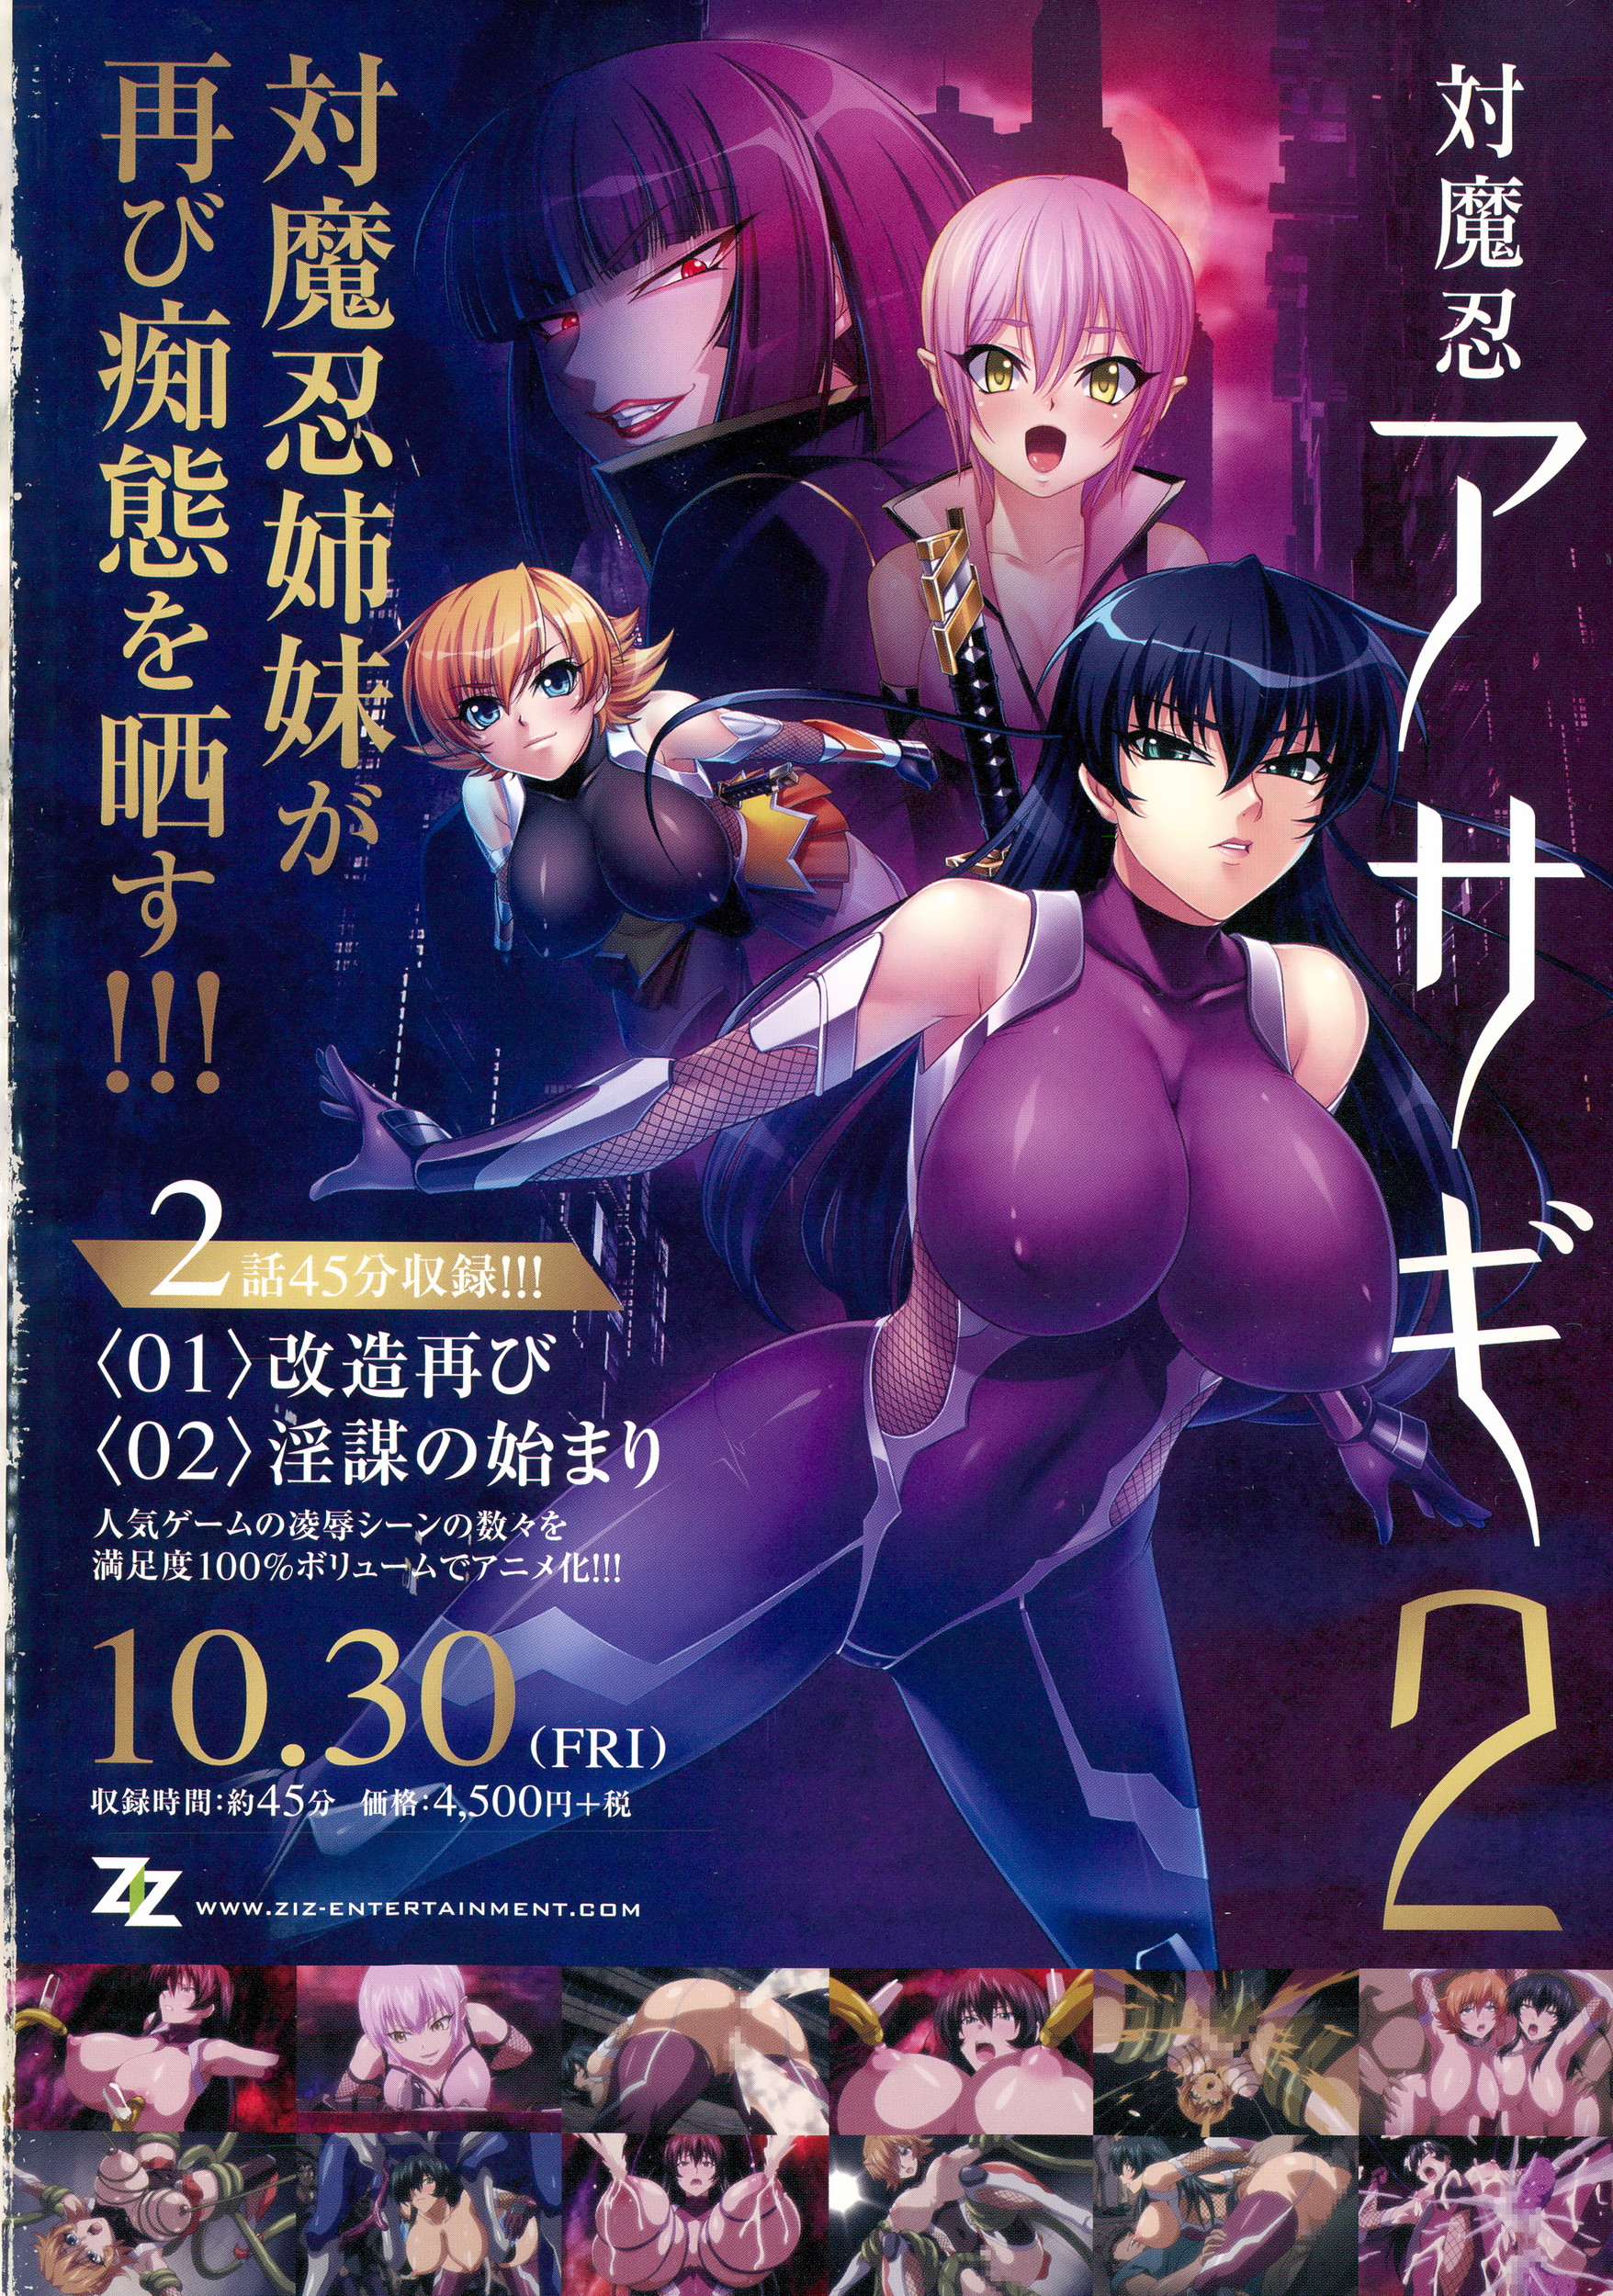 対魔忍アサギ2
対魔忍姉妹が
再び痴態を晒す!!!
2話45分収録!!!
〈01〉改造再び
〈02〉淫謀の始まり
人気ゲームの凌辱シーンの数々を
満足度100%ボリュームでアニメ化!!!
10.30(FRI)
収録時間:約45分 価格:4,500円+税
ZIZ WWW.ZIZ-ENTERTAINMENT.COM